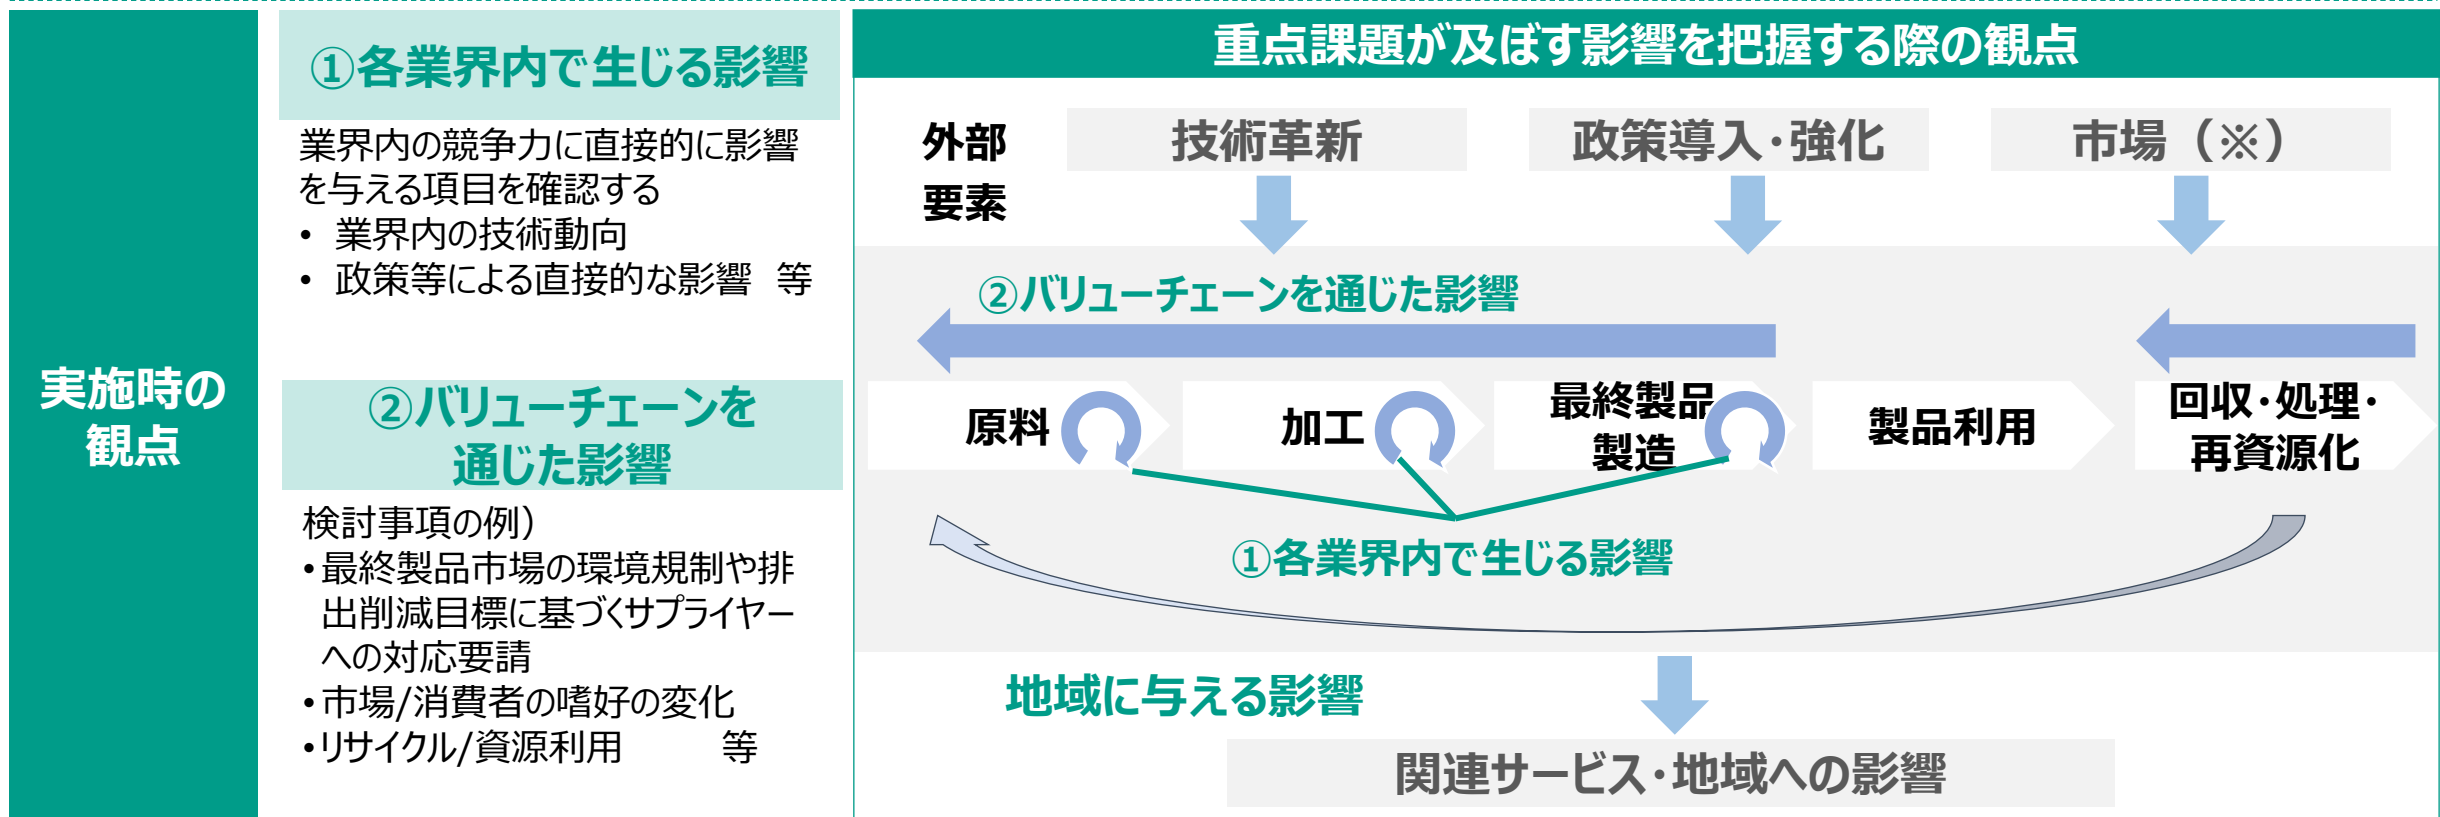 実施時の
観点
①各業界内で生じる影響
業界内の競争力に直接的に影響
を与える項目を確認する
• 業界内の技術動向
• 政策等による直接的な影響　等
②バリューチェーンを
通じた影響
検討事項の例）
•最終製品市場の環境規制や排
出削減目標に基づくサプライヤー
への対応要請
•市場/消費者の嗜好の変化
•リサイクル/資源利用　　　等
重点課題が及ぼす影響を把握する際の観点
外部
要素
技術革新
政策導入･強化
市場（※）
②バリューチェーンを通じた影響
原料
加工
最終製品
製造
製品利用
回収･処理･
再資源化
①各業界内で生じる影響
地域に与える影響
関連サービス･地域への影響